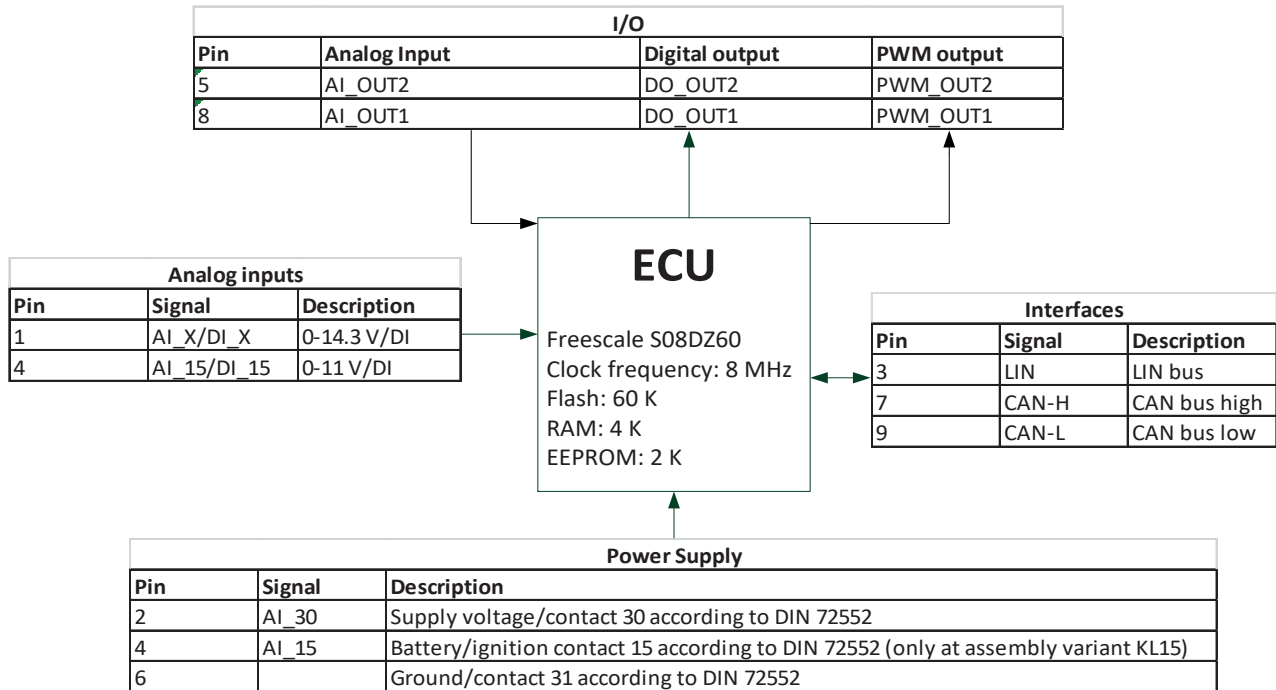 I/O
Pin Analog Input Digital output PWM output
5 AI_OUT2 DO_OUT2 PWM_OUT2
8 AI_OUT1 DO_OUT1 PWM_OUT1
ECU
Freescale S08DZ60
Clock frequency: 8 MHz
Flash: 60 K
RAM: 4 K
EEPROM: 2 K
Analog inputs
Pin Signal Description
1 AI_X/DI_X 0-14.3 V/DI
4 AI_15/DI_15 0-11 V/DI
Interfaces
Pin Signal Description
3 LIN LIN bus
7 CAN-H CAN bus high
9 CAN-L CAN bus low
Power Supply
Pin Signal Description
2 AI_30 Supply voltage/contact 30 according to DIN 72552
4 AI_15 Battery/ignition contact 15 according to DIN 72552 (only at assembly variant KL15)
6 Ground/contact 31 according to DIN 72552